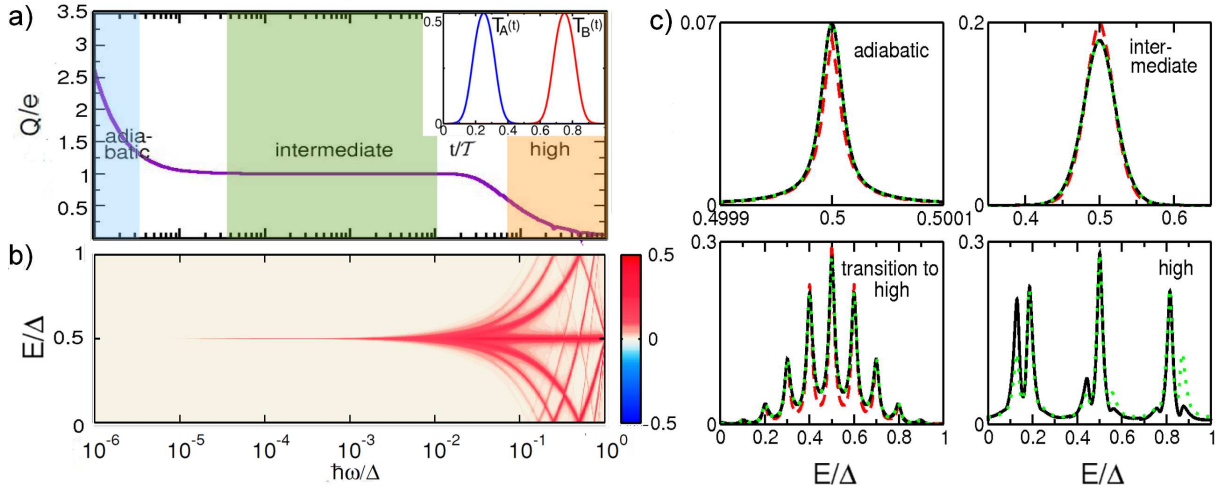 a)
3.5
3
2.5
2
1.5
1
0.5
Q/e
adia-
batic
intermediate
high
0.5
0
T_A(t)
T_B(t)
0 0.2 0.4 0.6 0.8 1
t/𝒯
b)
1
0.5
0
E/Δ
10^-6 10^-5 10^-4 10^-3 10^-2 10^-1 10^0
ħω/Δ
0.5
0
-0.5
c)
0.07
0
adiabatic
0.4999 0.5 0.5001
0.2
0
inter-
mediate
0.4 0.5 0.6
0.3
0
transition to
high
0 0.2 0.4 0.6 0.8 1
E/Δ
0.3
0
high
0 0.2 0.4 0.6 0.8 1
E/Δ